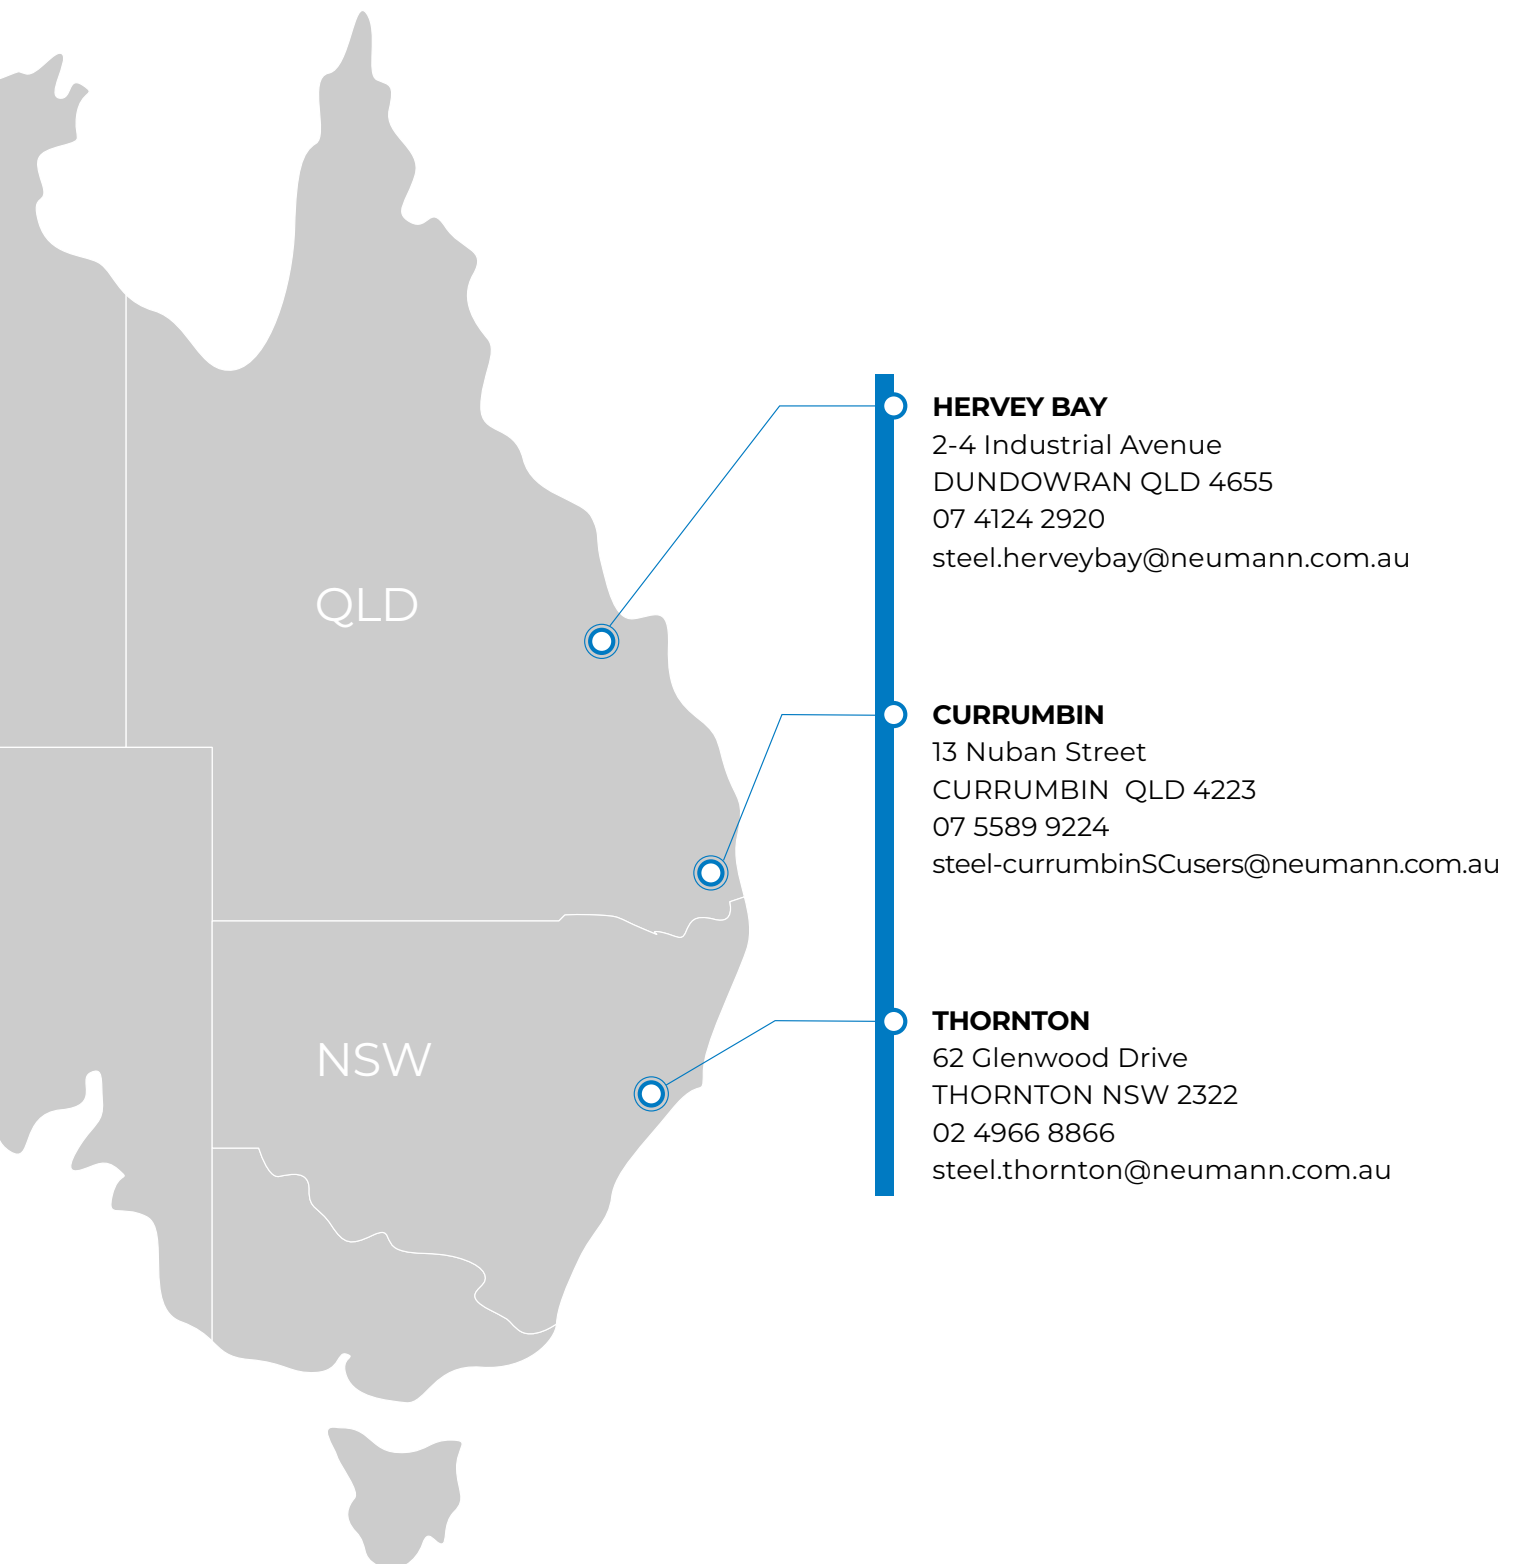 QLD
NSW
HERVEY BAY
2-4 Industrial Avenue
DUNDOWRAN QLD 4655
07 4124 2920
steel.herveybay@neumann.com.au
CURRUMBIN
13 Nuban Street
CURRUMBIN  QLD 4223
07 5589 9224
steel-currumbinSCusers@neumann.com.au
THORNTON
62 Glenwood Drive
THORNTON NSW 2322
02 4966 8866
steel.thornton@neumann.com.au